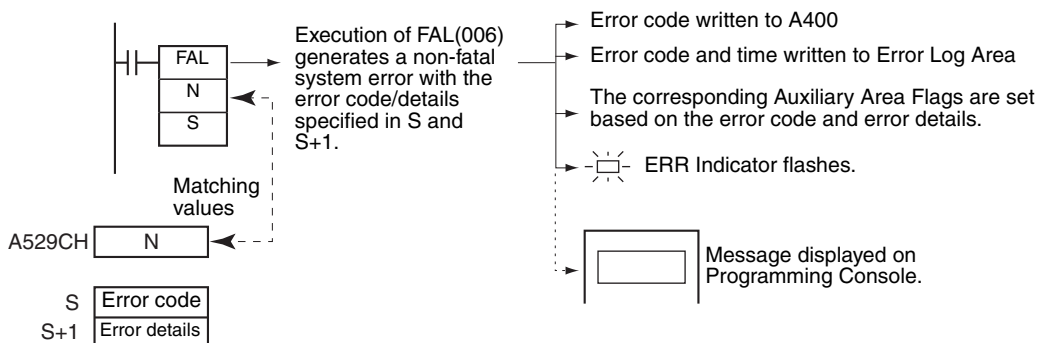 FAL
N
S
Execution of FAL(006)
generates a non-fatal
system error with the
error code/details
specified in S and
S+1.
Error code written to A400
Error code and time written to Error Log Area
The corresponding Auxiliary Area Flags are set
based on the error code and error details.
ERR Indicator flashes.
Message displayed on
Programming Console.
Matching
values
A529CH N
S Error code
S+1 Error details